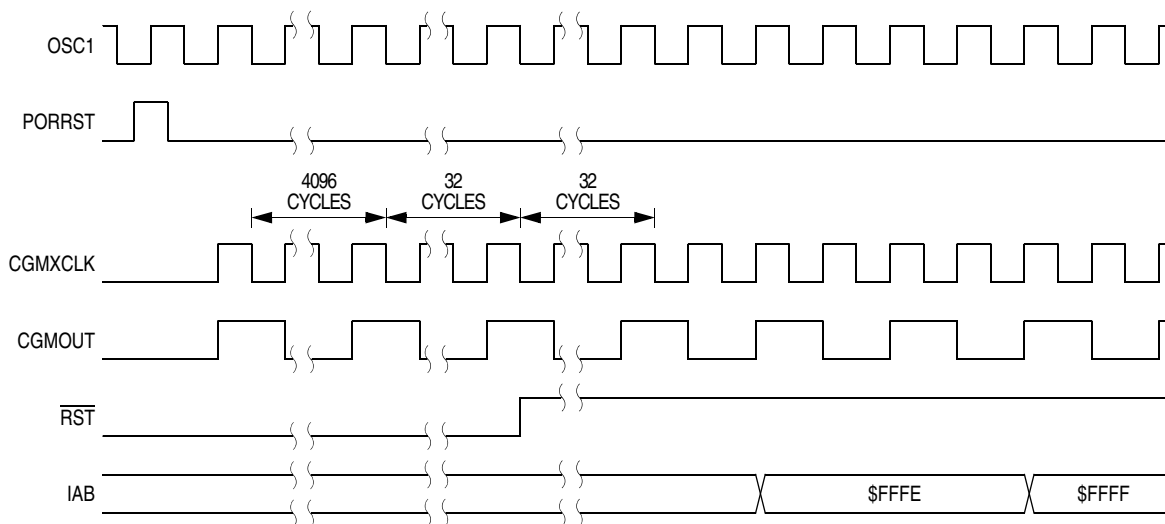 OSC1
PORRST
4096
CYCLES
32
CYCLES
32
CYCLES
CGMXCLK
CGMOUT
RST
IAB
$FFFE
$FFFF